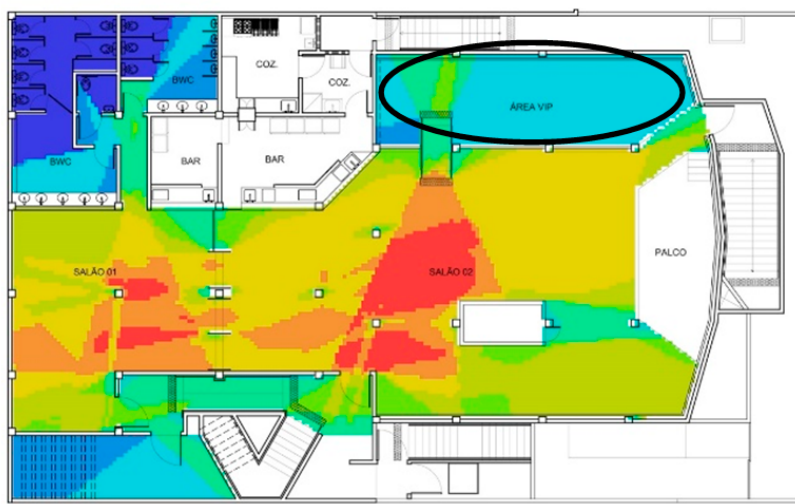 COZ.
COZ.
BWC
ÁREA VIP
BWC
BAR
BAR
SALÃO 01
SALÃO 02
PALCO